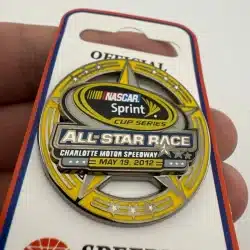 OFFICIAL
NASCAR
Sprint
CUP SERIES
ALL-STAR RACE
CHARLOTTE MOTOR SPEEDWAY
MAY 19, 2012